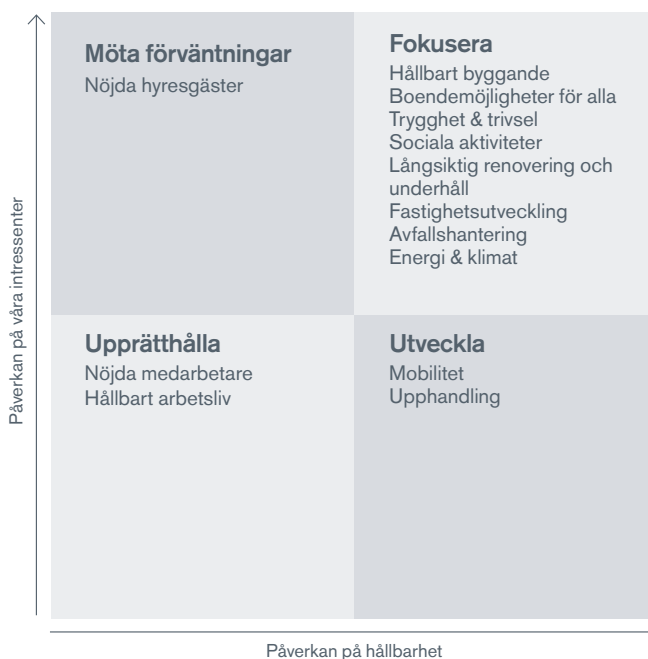 Möta förväntningar
Nöjda hyresgäster
Fokusera
Hållbart byggande
Boendemöjligheter för alla
Trygghet & trivsel
Sociala aktiviteter
Långsiktig renovering och
underhåll
Fastighetsutveckling
Avfallshantering
Energi & klimat
Upprätthålla
Nöjda medarbetare
Hållbart arbetsliv
Utveckla
Mobilitet
Upphandling
Påverkan på våra intressenter
Påverkan på hållbarhet